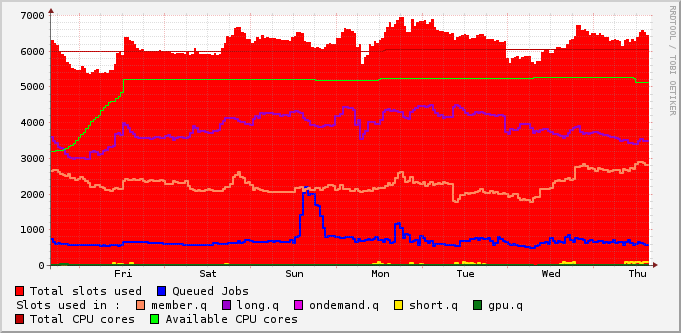 7000
6000
5000
4000
3000
2000
1000
0
Fri Sat Sun Mon Tue Wed Thu
Total slots used Queued Jobs
Slots used in : member.q long.q ondemand.q short.q gpu.q
Total CPU cores Available CPU cores
RRDTOOL / TOBI OETIKER